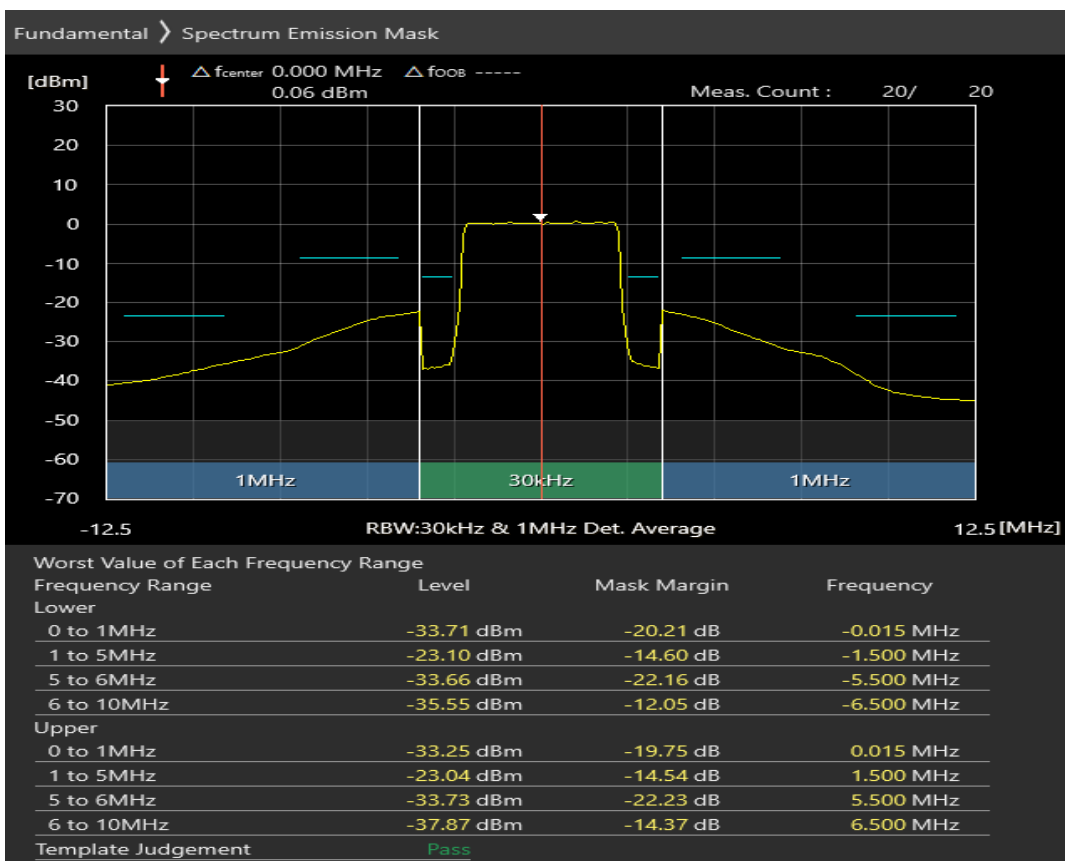 Fundamental ❯ Spectrum Emission Mask
[dBm] △ fcenter 0.000 MHz △ fOOB -----
0.06 dBm Meas. Count : 20/ 20
30
20
10
0
-10
-20
-30
-40
-50
-60
-70
1MHz 30kHz 1MHz
-12.5 RBW:30kHz & 1MHz Det. Average 12.5 [MHz]
Worst Value of Each Frequency Range
Frequency Range Level Mask Margin Frequency
Lower
0 to 1MHz -33.71 dBm -20.21 dB -0.015 MHz
1 to 5MHz -23.10 dBm -14.60 dB -1.500 MHz
5 to 6MHz -33.66 dBm -22.16 dB -5.500 MHz
6 to 10MHz -35.55 dBm -12.05 dB -6.500 MHz
Upper
0 to 1MHz -33.25 dBm -19.75 dB 0.015 MHz
1 to 5MHz -23.04 dBm -14.54 dB 1.500 MHz
5 to 6MHz -33.73 dBm -22.23 dB 5.500 MHz
6 to 10MHz -37.87 dBm -14.37 dB 6.500 MHz
Template Judgement Pass